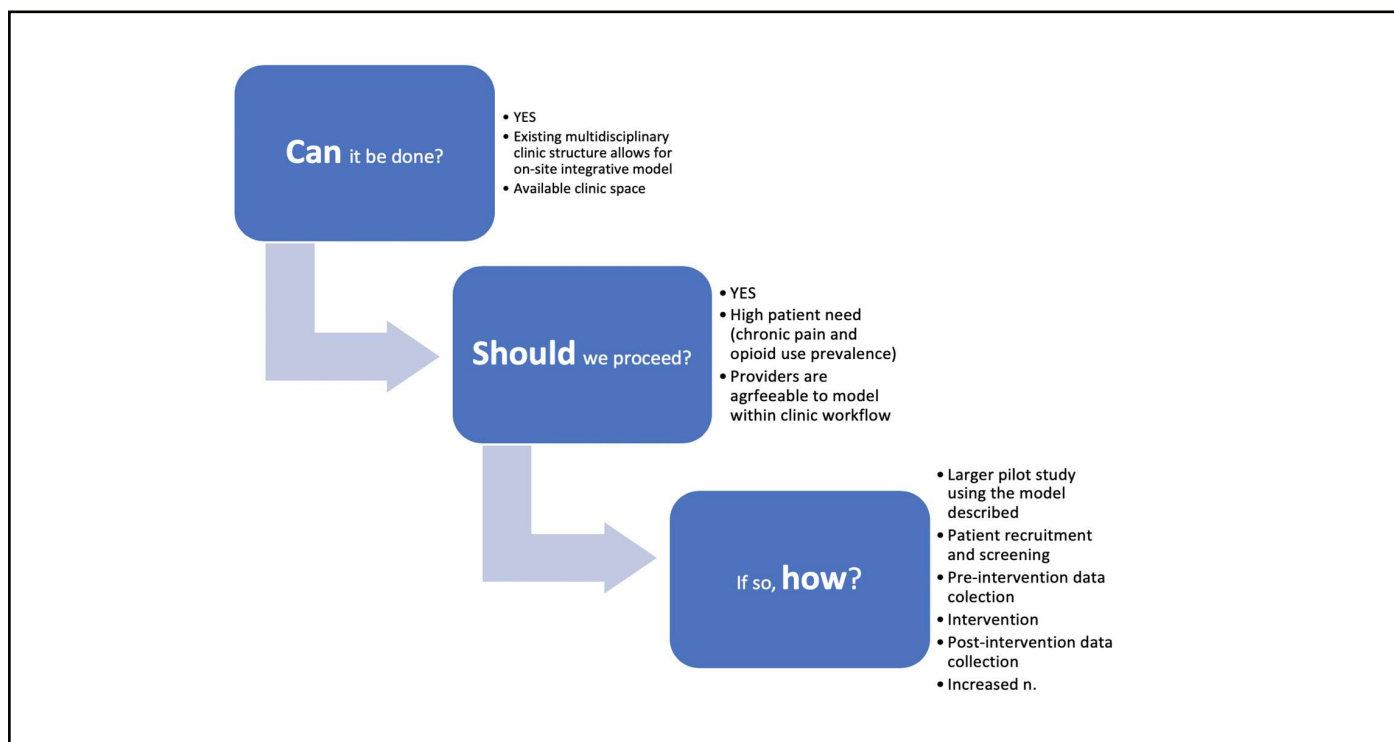 Can it be done?
• YES
• Existing multidisciplinary
clinic structure allows for
on-site integrative model
• Available clinic space
Should we proceed?
• YES
• High patient need
(chronic pain and
opioid use prevalence)
• Providers are
agrfeeable to model
within clinic workflow
If so, how?
• Larger pilot study
using the model
described
• Patient recruitment
and screening
• Pre-intervention data
colection
• Intervention
• Post-intervention data
collection
• Increased n.